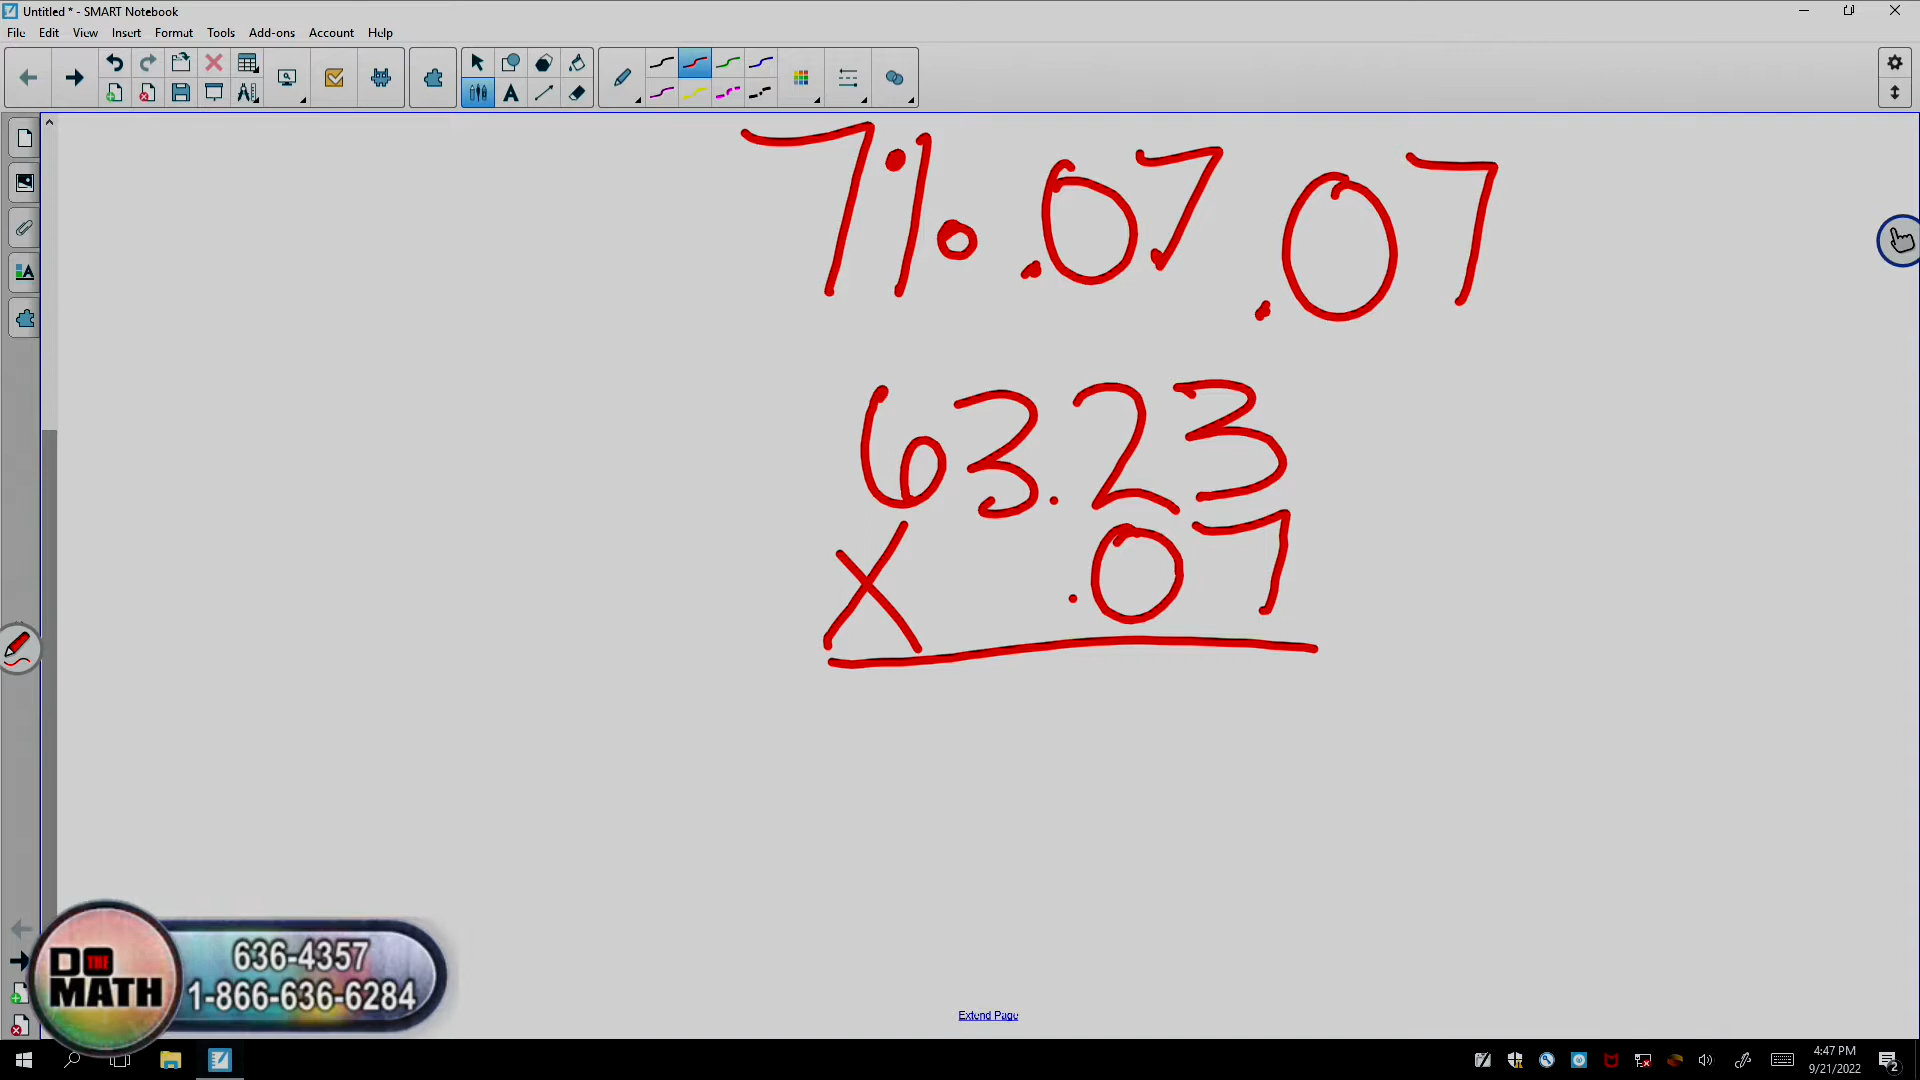 Untitled * - SMART Notebook
File Edit View Insert Format Tools Add-ons Account Help
7% .07 .07
63.23
X .07
DO THE MATH
636-4357
1-866-636-6284
Extend Page
4:47 PM
9/21/2022
2